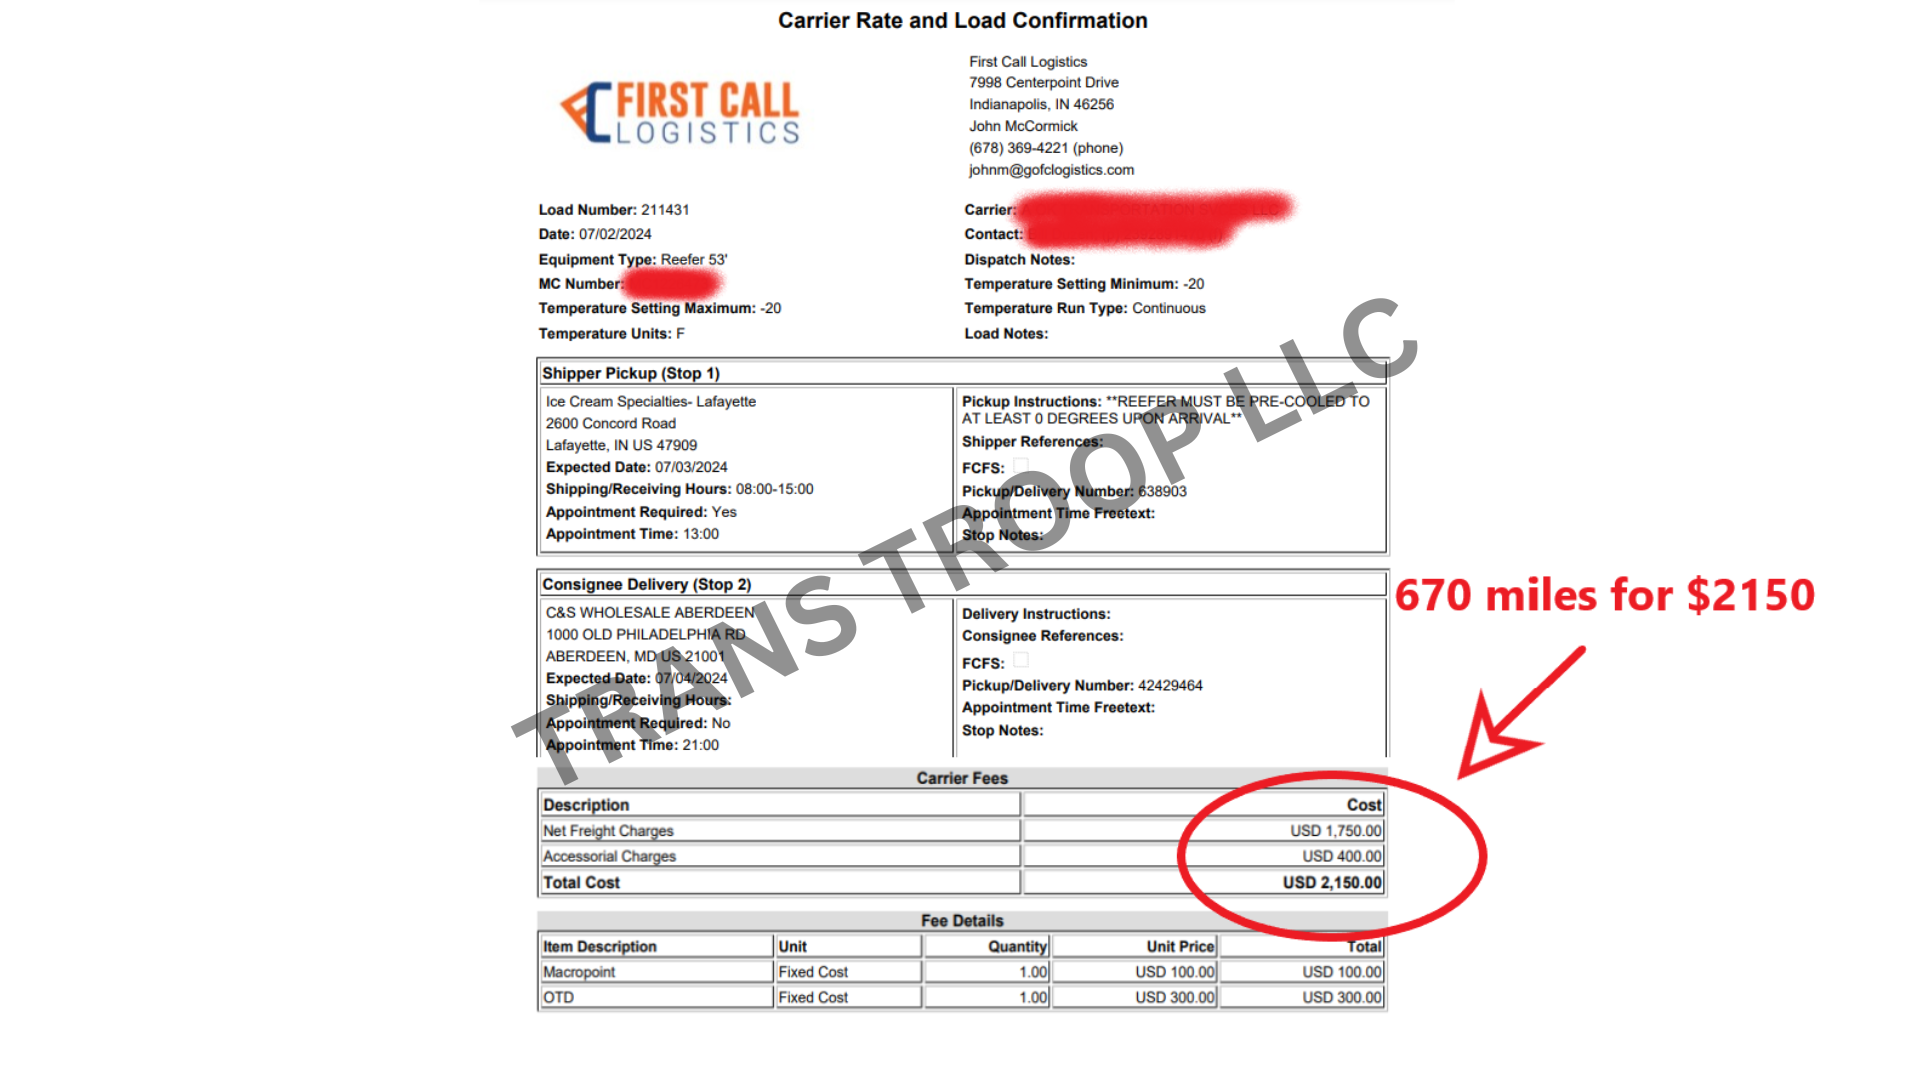 Carrier Rate and Load Confirmation
FIRST CALL
LOGISTICS
First Call Logistics
7998 Centerpoint Drive
Indianapolis, IN 46256
John McCormick
(678) 369-4221 (phone)
johnm@gofclogistics.com
Load Number: 211431
Date: 07/02/2024
Equipment Type: Reefer 53'
MC Number:
Temperature Setting Maximum: -20
Temperature Units: F
Carrier:
Contact:
Dispatch Notes:
Temperature Setting Minimum: -20
Temperature Run Type: Continuous
Load Notes:
Shipper Pickup (Stop 1)
Ice Cream Specialties- Lafayette
2600 Concord Road
Lafayette, IN US 47909
Expected Date: 07/03/2024
Shipping/Receiving Hours: 08:00-15:00
Appointment Required: Yes
Appointment Time: 13:00
Pickup Instructions: **REEFER MUST BE PRE-COOLED TO
AT LEAST 0 DEGREES UPON ARRIVAL**
Shipper References:
FCFS:
Pickup/Delivery Number: 638903
Appointment Time Freetext:
Stop Notes:
Consignee Delivery (Stop 2)
C&S WHOLESALE ABERDEEN
1000 OLD PHILADELPHIA RD
ABERDEEN, MD US 21001
Expected Date: 07/04/2024
Shipping/Receiving Hours:
Appointment Required: No
Appointment Time: 21:00
Delivery Instructions:
Consignee References:
FCFS:
Pickup/Delivery Number: 42429464
Appointment Time Freetext:
Stop Notes:
TRANS TROOP LLC
670 miles for $2150
Carrier Fees
Description Cost
Net Freight Charges USD 1,750.00
Accessorial Charges USD 400.00
Total Cost USD 2,150.00
Fee Details
Item Description Unit Quantity Unit Price Total
Macropoint Fixed Cost 1.00 USD 100.00 USD 100.00
OTD Fixed Cost 1.00 USD 300.00 USD 300.00